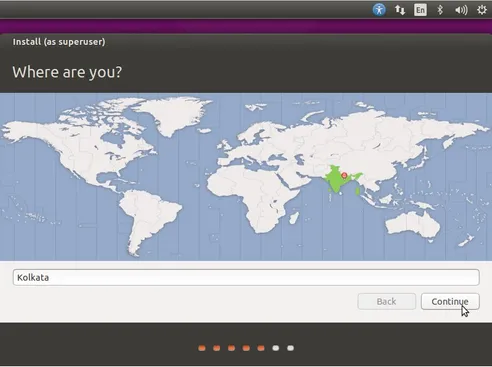 En
Install (as superuser)
Where are you?
Kolkata
Back
Continue